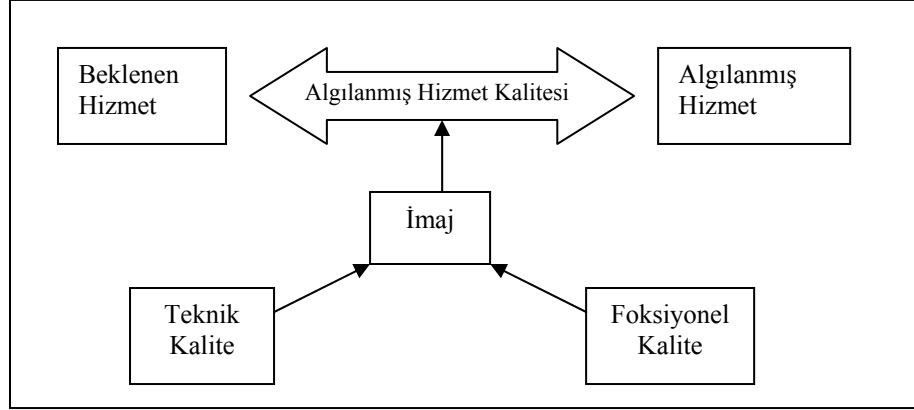 Beklenen
Hizmet
Algılanmış Hizmet Kalitesi
Algılanmış
Hizmet
İmaj
Teknik
Kalite
Foksiyonel
Kalite